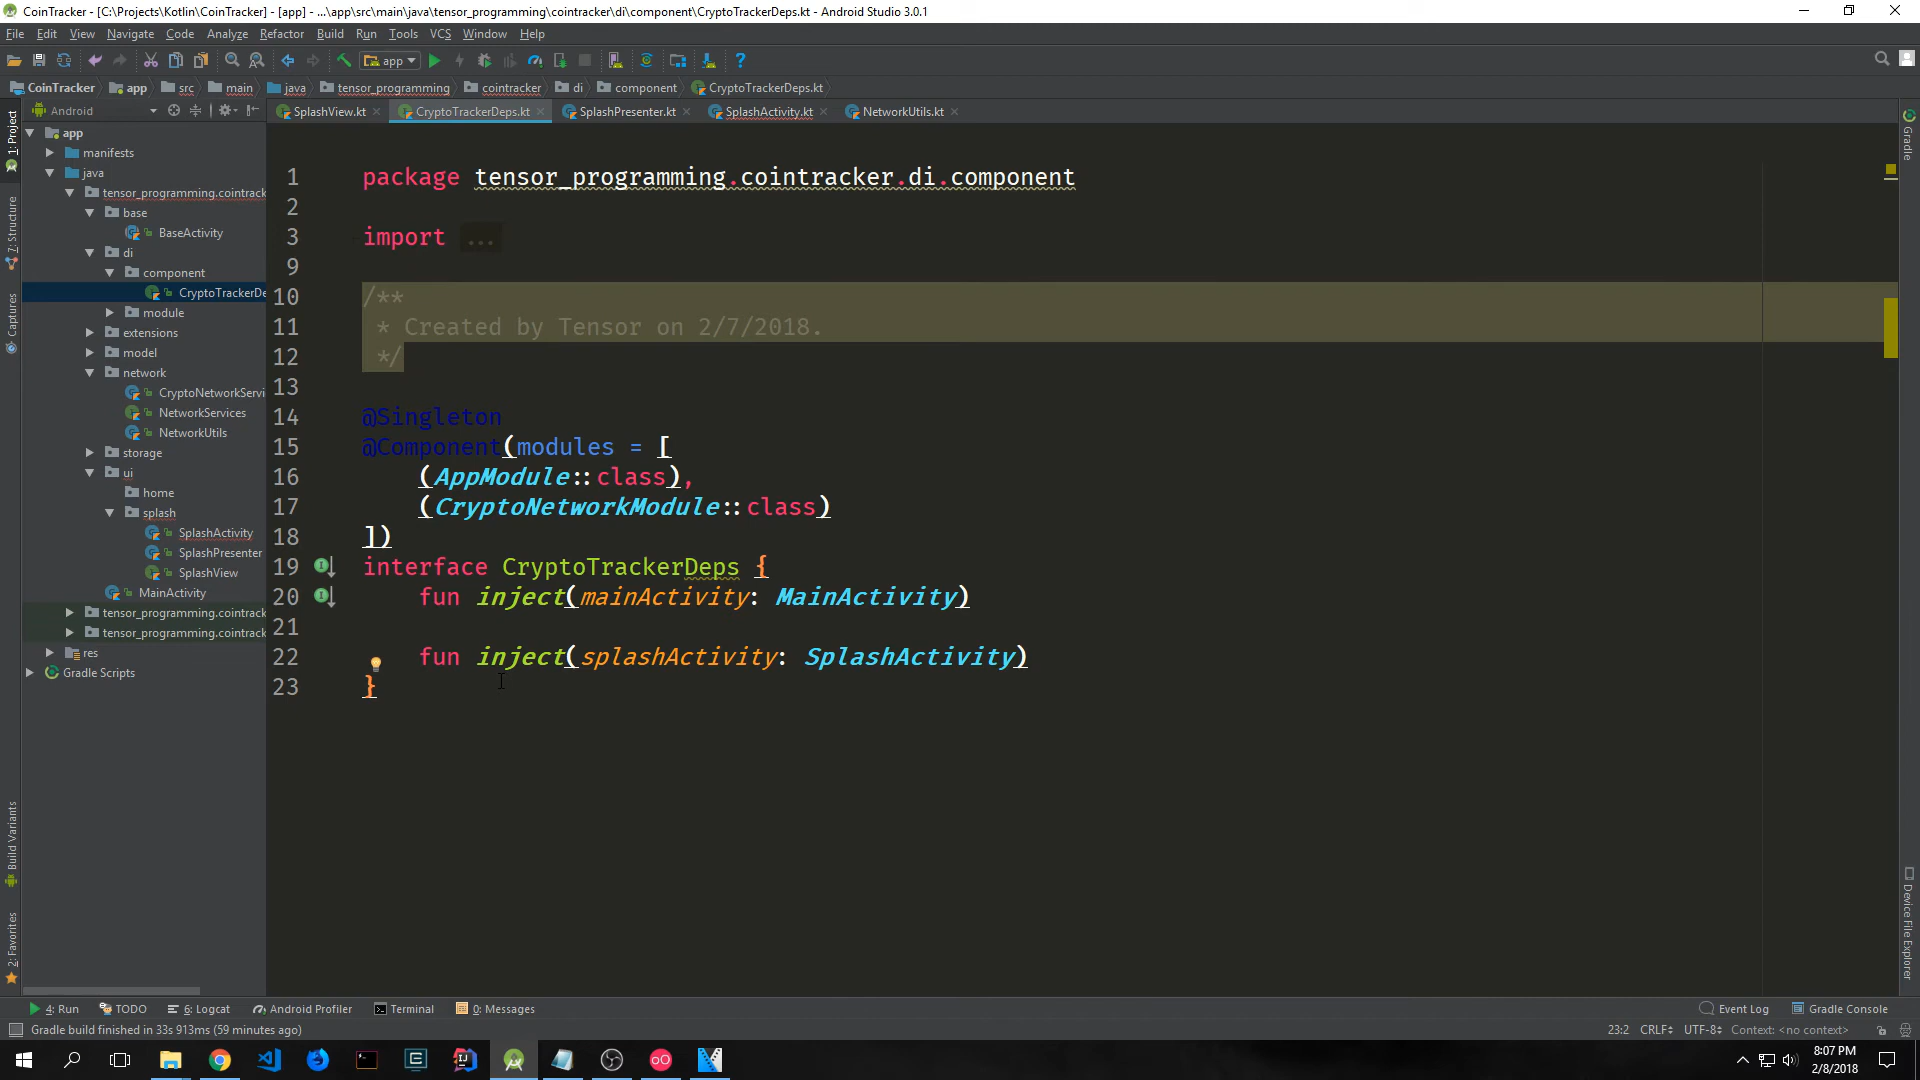 CoinTracker - [C:\Projects\Kotlin\CoinTracker] - [app] - ...\app\src\main\java\tensor_programming\cointracker\di\component\CryptoTrackerDeps.kt - Android Studio 3.0.1
File Edit View Navigate Code Analyze Refactor Build Run Tools VCS Window Help
app
CoinTracker app src main java tensor_programming cointracker di component CryptoTrackerDeps.kt
Android
SplashView.kt CryptoTrackerDeps.kt SplashPresenter.kt SplashActivity.kt NetworkUtils.kt
1: Project
7: Structure
Captures
Build Variants
2: Favorites
app
manifests
java
tensor_programming.cointrack
base
BaseActivity
di
component
CryptoTrackerDe
module
extensions
model
network
CryptoNetworkServi
NetworkServices
NetworkUtils
storage
ui
home
splash
SplashActivity
SplashPresenter
SplashView
MainActivity
tensor_programming.cointrack
tensor_programming.cointrack
res
Gradle Scripts
1 package tensor_programming.cointracker.di.component
2
3 import ...
9
10 /**
11 * Created by Tensor on 2/7/2018.
12 */
13
14 @Singleton
15 @Component(modules = [
16 (AppModule::class),
17 (CryptoNetworkModule::class)
18 ])
19 interface CryptoTrackerDeps {
20 fun inject(mainActivity: MainActivity)
21
22 fun inject(splashActivity: SplashActivity)
23 }
Gradle
Device File Explorer
4: Run TODO 6: Logcat Android Profiler Terminal 0: Messages Event Log Gradle Console
Gradle build finished in 33s 913ms (59 minutes ago) 23:2 CRLF÷ UTF-8÷ Context: <no context>
8:07 PM
2/8/2018